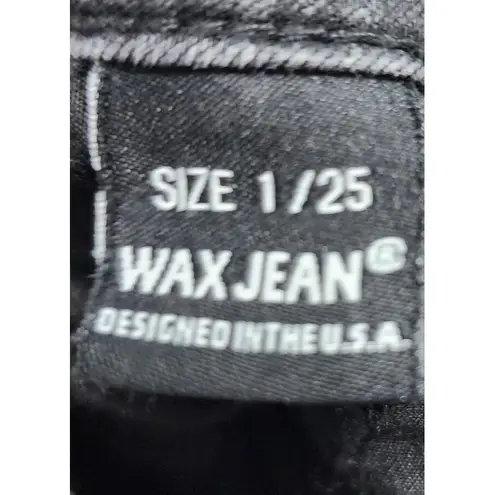 SIZE 1/25
WAX JEAN®
DESIGNED IN THE U.S.A.